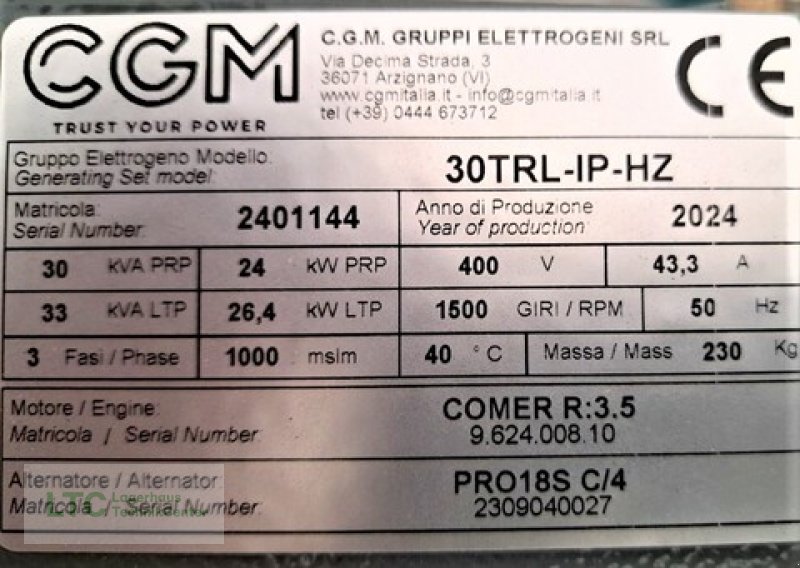 CGM
TRUST YOUR POWER
C.G.M. GRUPPI ELETTROGENI SRL
Via Decima Strada, 3
36071 Arzignano (VI)
www.cgmitalia.it - info@cgmitalia.it
tel (+39) 0444 673712
CE
Gruppo Elettrogeno Modello:
Generating Set model:
30TRL-IP-HZ
Matricola:
Serial Number:
2401144
Anno di Produzione
Year of production:
2024
30 kVA PRP 24 kW PRP 400 V 43,3 A
33 kVA LTP 26,4 kW LTP 1500 GIRI / RPM 50 Hz
3 Fasi / Phase 1000 mslm 40 °C Massa / Mass 230 Kg
Motore / Engine: COMER R:3.5
Matricola / Serial Number: 9.624.008.10
Alternatore / Alternator: PRO18S C/4
Matricola / Serial Number: 2309040027
LTC Lagerhaus
TechnikCenter